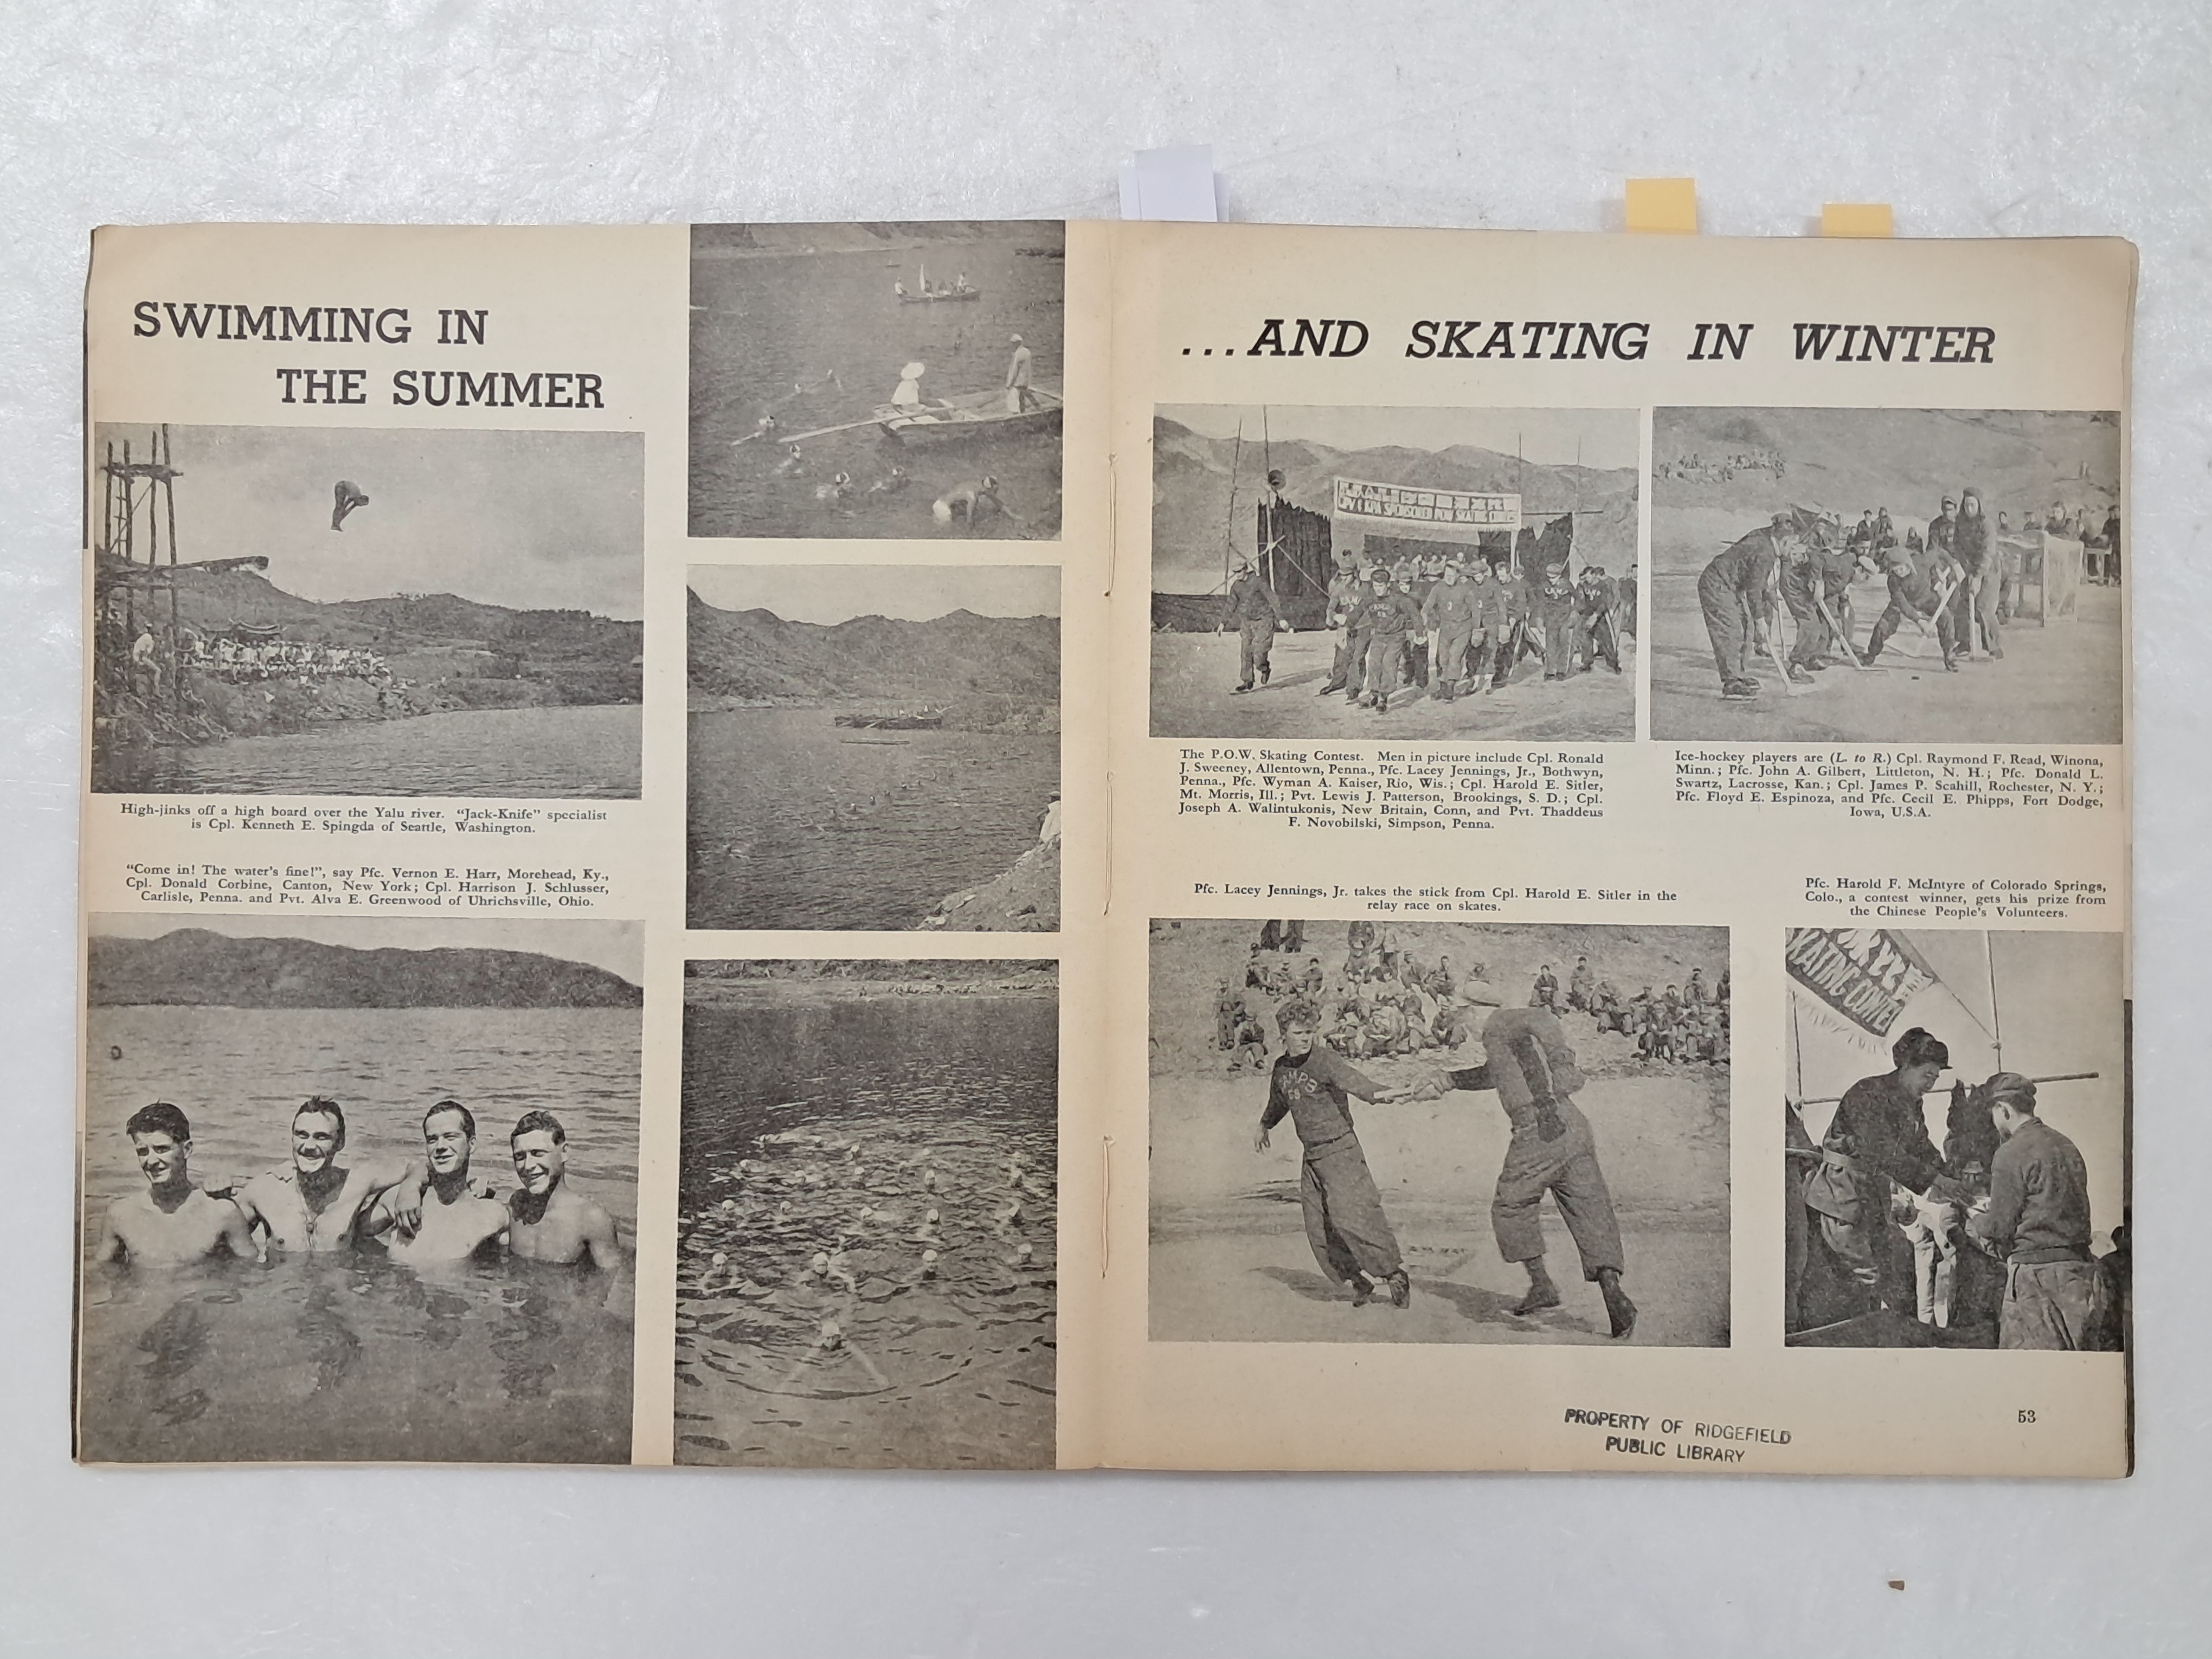 SWIMMING IN
THE SUMMER
High-jinks off a high board over the Yalu river. “Jack-Knife” specialist
is Cpl. Kenneth E. Spingda of Seattle, Washington.
“Come in! The water's fine!”, say Pfc. Vernon E. Harr, Morehead, Ky.,
Cpl. Donald Corbine, Canton, New York; Cpl. Harrison J. Schlusser,
Carlisle, Penna. and Pvt. Alva E. Greenwood of Uhrichsville, Ohio.
...AND SKATING IN WINTER
The P.O.W. Skating Contest. Men in picture include Cpl. Ronald
J. Sweeney, Allentown, Penna., Pfc. Lacey Jennings, Jr., Bothwyn,
Penna., Pfc. Wyman A. Kaiser, Rio, Wis.; Cpl. Harold E. Sitler,
Mt. Morris, Ill.; Pvt. Lewis J. Patterson, Brookings, S. D.; Cpl.
Joseph A. Walintukonis, New Britain, Conn, and Pvt. Thaddeus
F. Novobilski, Simpson, Penna.
Ice-hockey players are (L. to R.) Cpl. Raymond F. Read, Winona,
Minn.; Pfc. John A. Gilbert, Littleton, N. H.; Pfc. Donald L.
Swartz, Lacrosse, Kan.; Cpl. James P. Scahill, Rochester, N. Y.;
Pfc. Floyd E. Espinoza, and Pfc. Cecil E. Phipps, Fort Dodge,
Iowa, U.S.A.
Pfc. Lacey Jennings, Jr. takes the stick from Cpl. Harold E. Sitler in the
relay race on skates.
Pfc. Harold F. McIntyre of Colorado Springs,
Colo., a contest winner, gets his prize from
the Chinese People's Volunteers.
PROPERTY OF RIDGEFIELD
PUBLIC LIBRARY
53